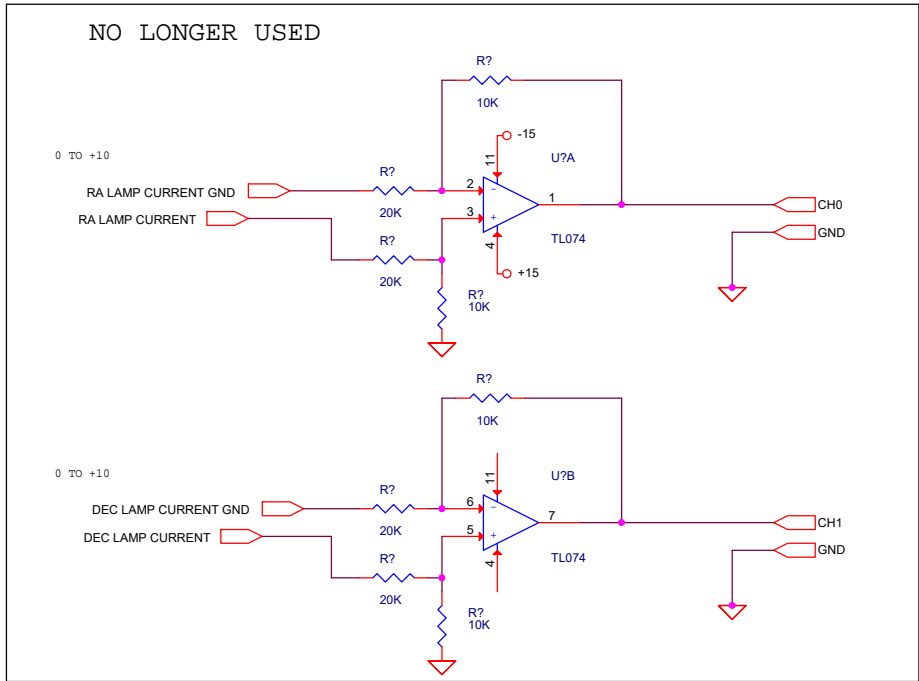 NO LONGER USED
R?
10K
-15
11
U?A
0 TO +10
R?
RA LAMP CURRENT GND
2
20K
-
1
CH0
RA LAMP CURRENT
3
+
R?
TL074
GND
4
20K
+15
R?
10K
R?
10K
11
U?B
0 TO +10
R?
DEC LAMP CURRENT GND
6
20K
-
7
CH1
DEC LAMP CURRENT
5
+
R?
TL074
GND
4
20K
R?
10K